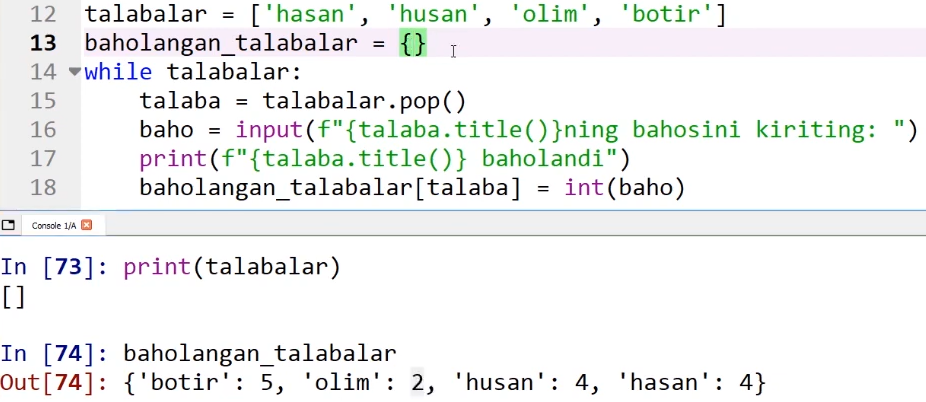 12 talabalar = ['hasan', 'husan', 'olim', 'botir']
13 baholangan_talabalar = {}
14 while talabalar:
15     talaba = talabalar.pop()
16     baho = input(f"{talaba.title()}ning bahosini kiriting: ")
17     print(f"{talaba.title()} baholandi")
18     baholangan_talabalar[talaba] = int(baho)
Console 1/A
In [73]: print(talabalar)
[]
In [74]: baholangan_talabalar
Out[74]: {'botir': 5, 'olim': 2, 'husan': 4, 'hasan': 4}